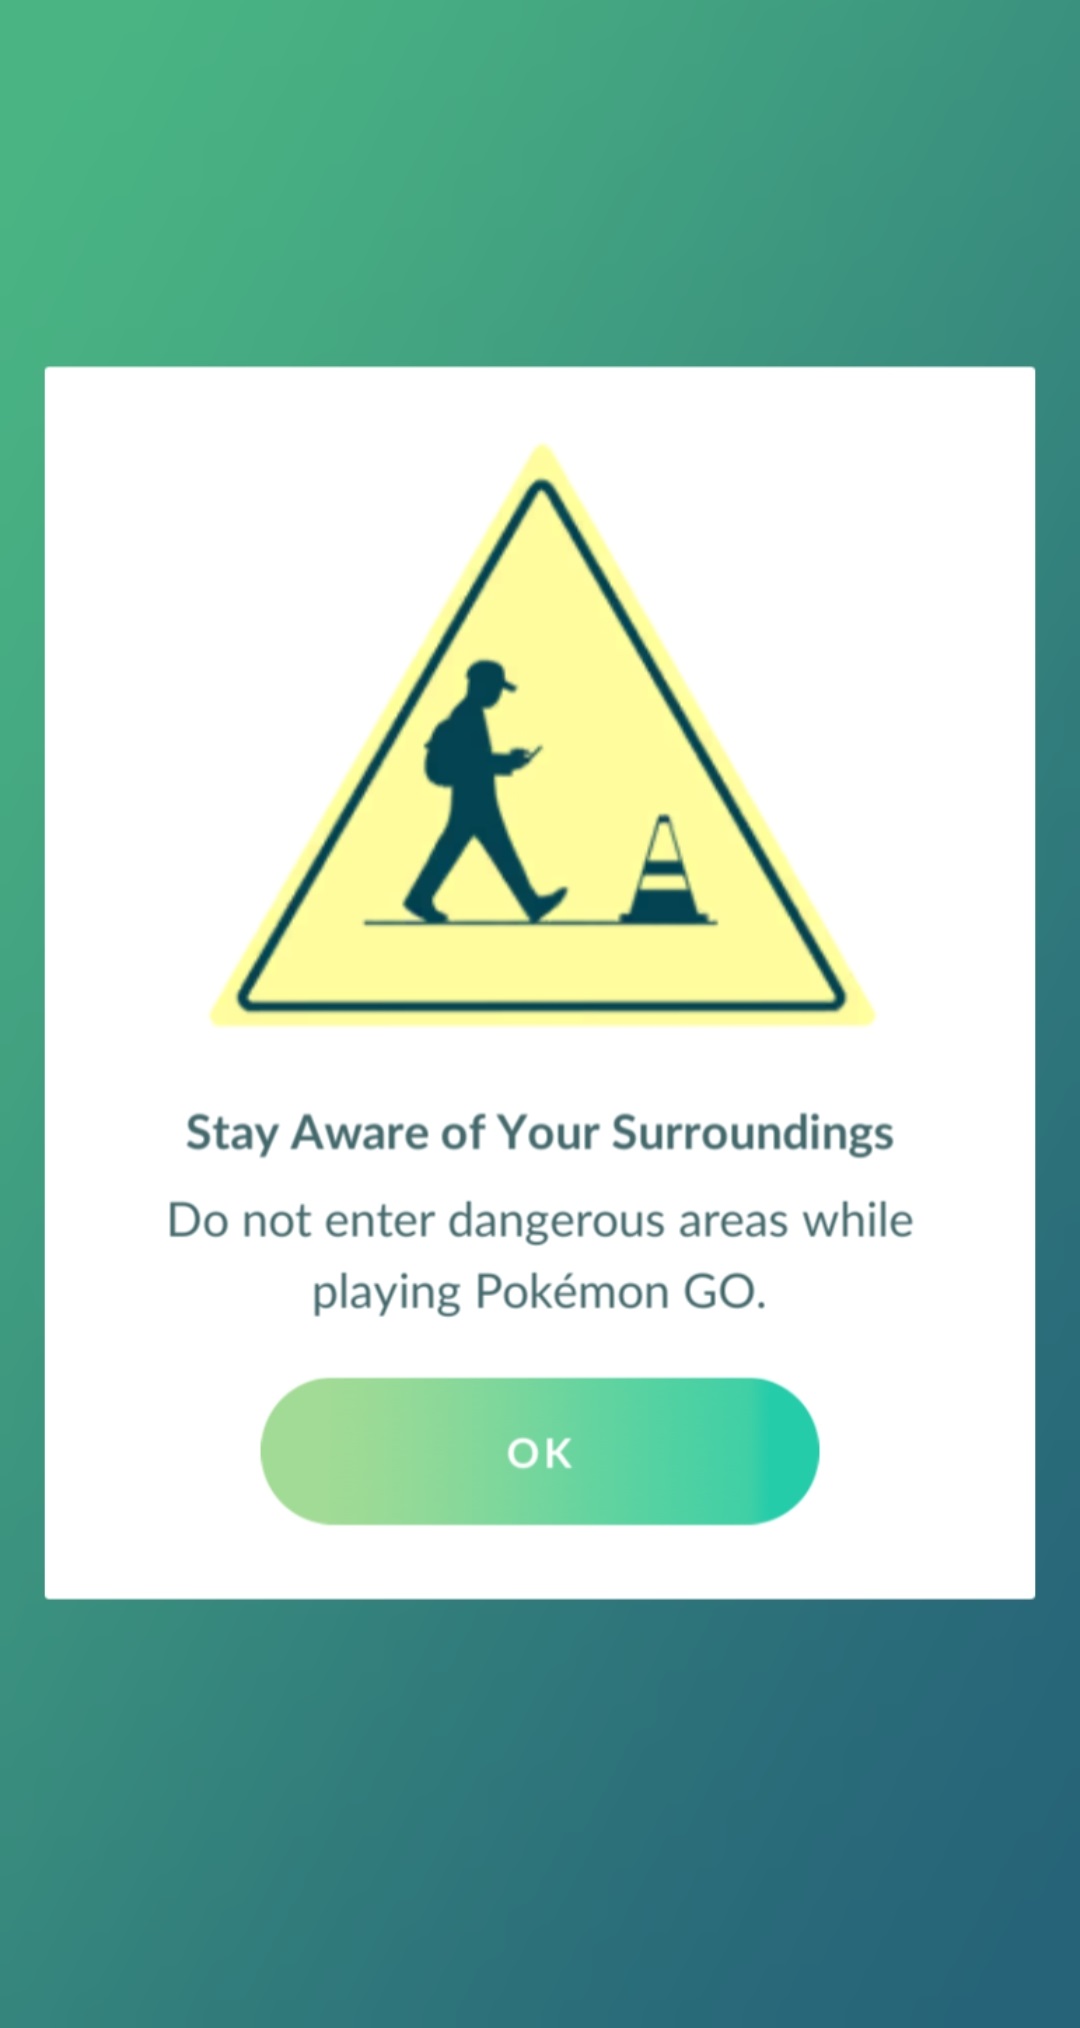 Stay Aware of Your Surroundings
Do not enter dangerous areas while
playing Pokémon GO.
OK